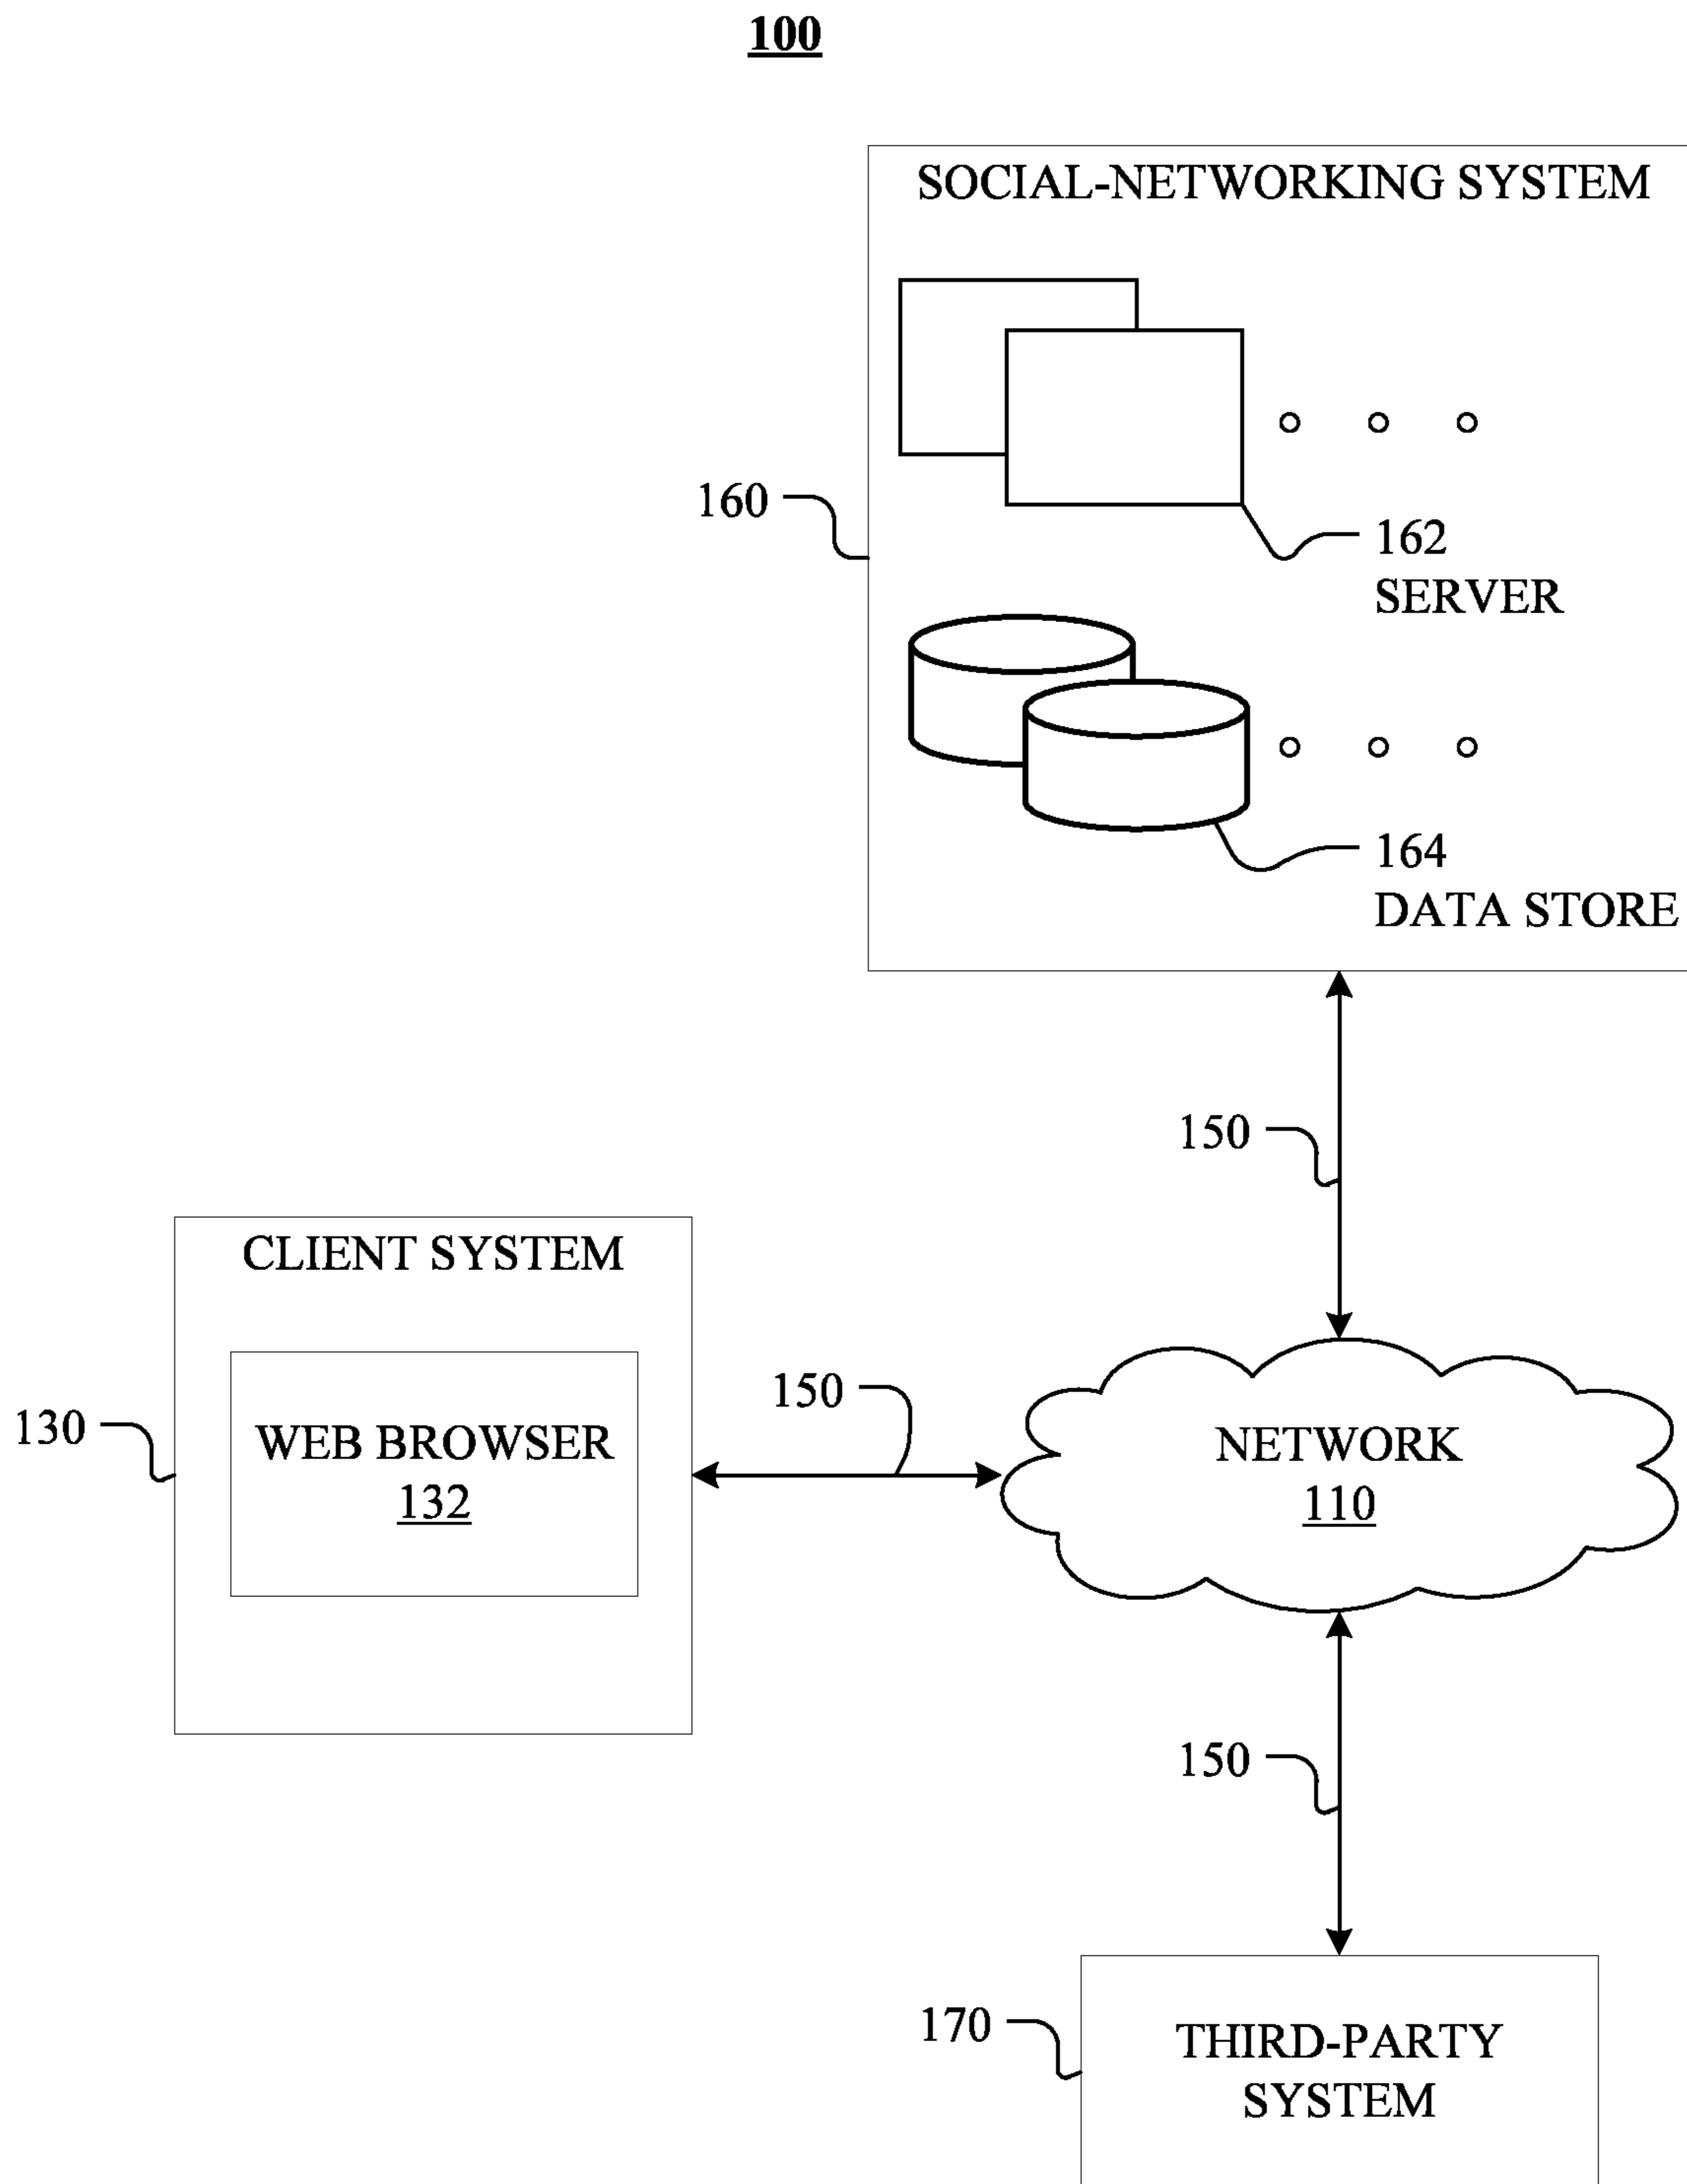 100
SOCIAL-NETWORKING SYSTEM
160
162
SERVER
164
DATA STORE
150
CLIENT SYSTEM
130
WEB BROWSER
132
150
NETWORK
110
150
170
THIRD-PARTY
SYSTEM